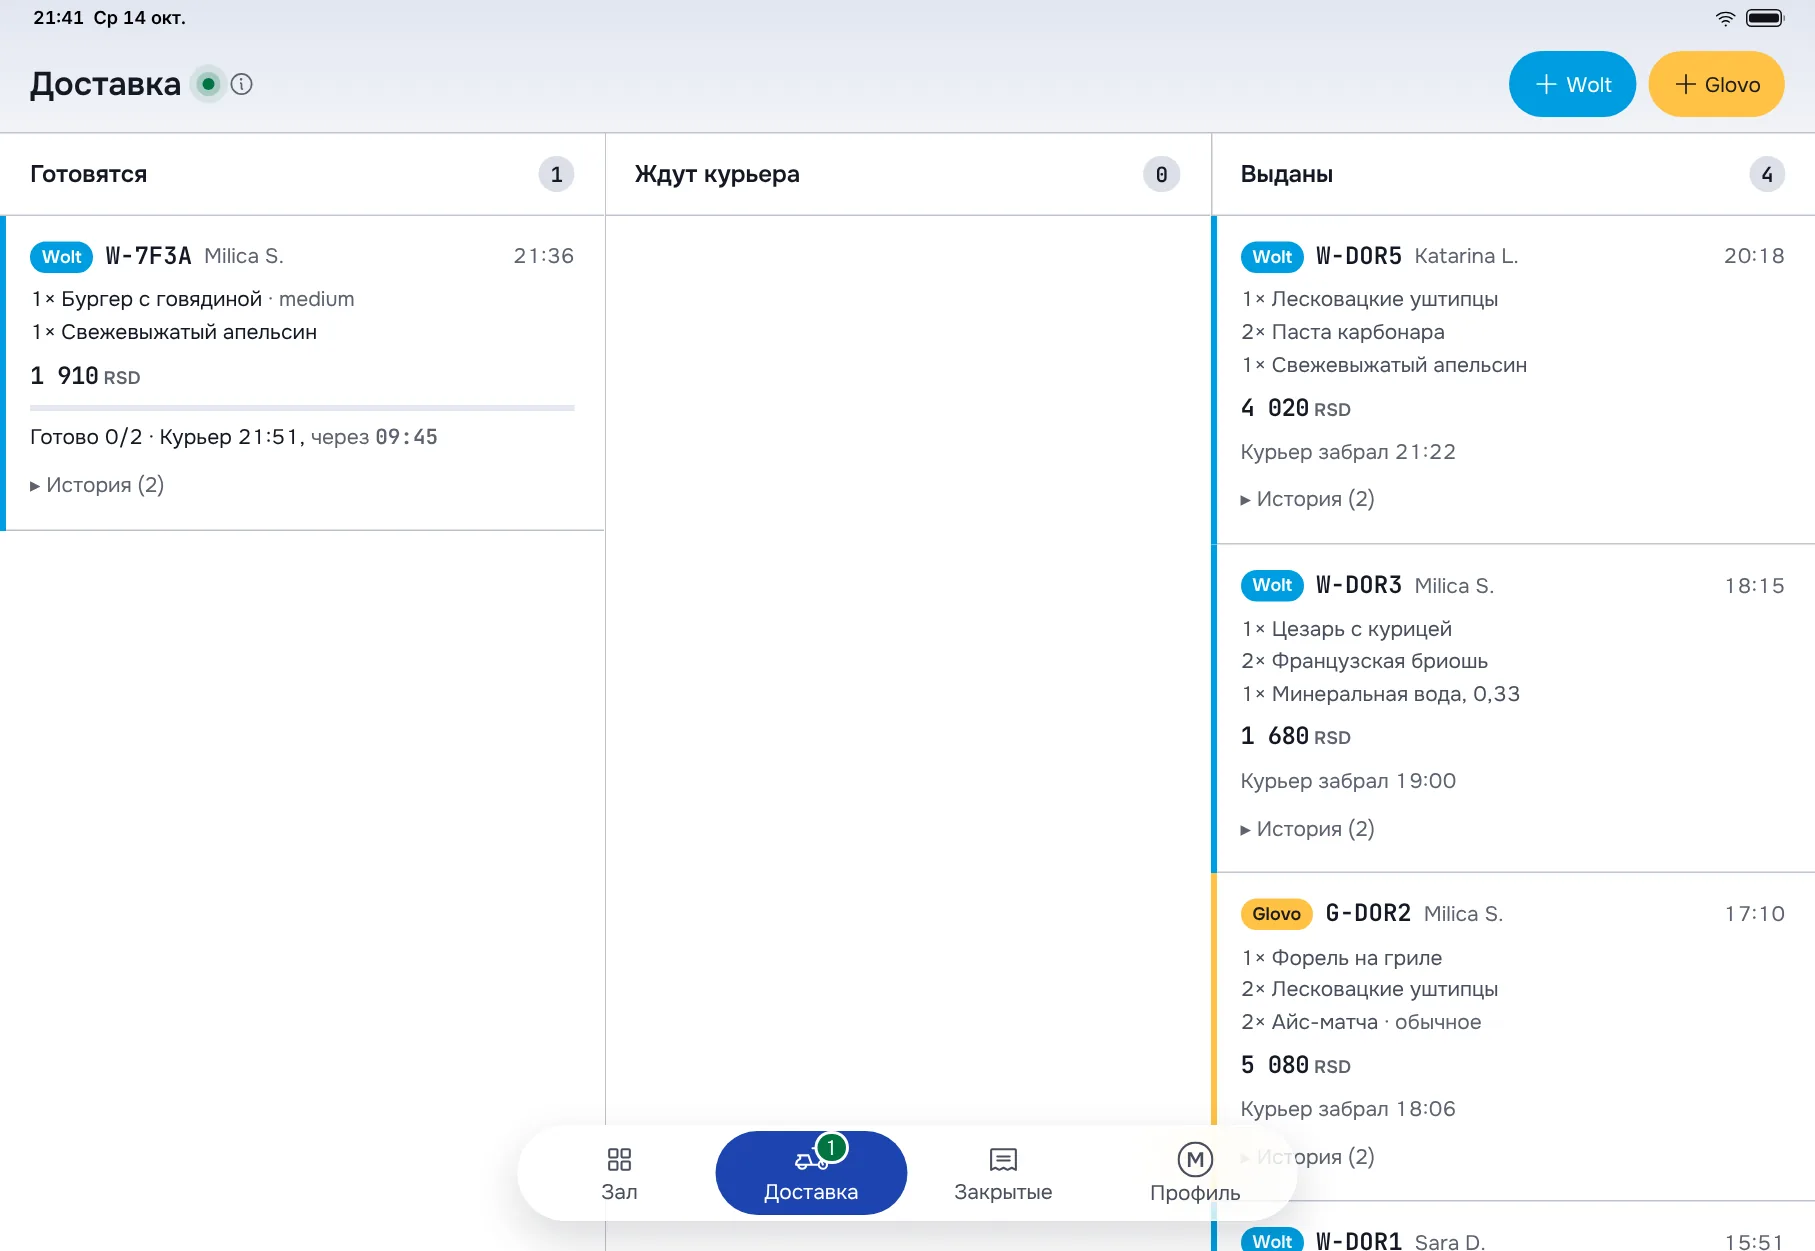 21:41 Ср 14 окт.
Доставка
+ Wolt
+ Glovo
Готовятся 1
Wolt W-7F3A Milica S. 21:36
1× Бургер с говядиной · medium
1× Свежевыжатый апельсин
1 910 RSD
Готово 0/2 · Курьер 21:51, через 09:45
▸ История (2)
Ждут курьера 0
Выданы 4
Wolt W-D0R5 Katarina L. 20:18
1× Лесковацкие уштипцы
2× Паста карбонара
1× Свежевыжатый апельсин
4 020 RSD
Курьер забрал 21:22
▸ История (2)
Wolt W-D0R3 Milica S. 18:15
1× Цезарь с курицей
2× Французская бриошь
1× Минеральная вода, 0,33
1 680 RSD
Курьер забрал 19:00
▸ История (2)
Glovo G-D0R2 Milica S. 17:10
1× Форель на гриле
2× Лесковацкие уштипцы
2× Айс-матча · обычное
5 080 RSD
Курьер забрал 18:06
▸ История (2)
Wolt W-D0R1 Sara D. 15:51
Зал
1
Доставка
Закрытые
M
Профиль